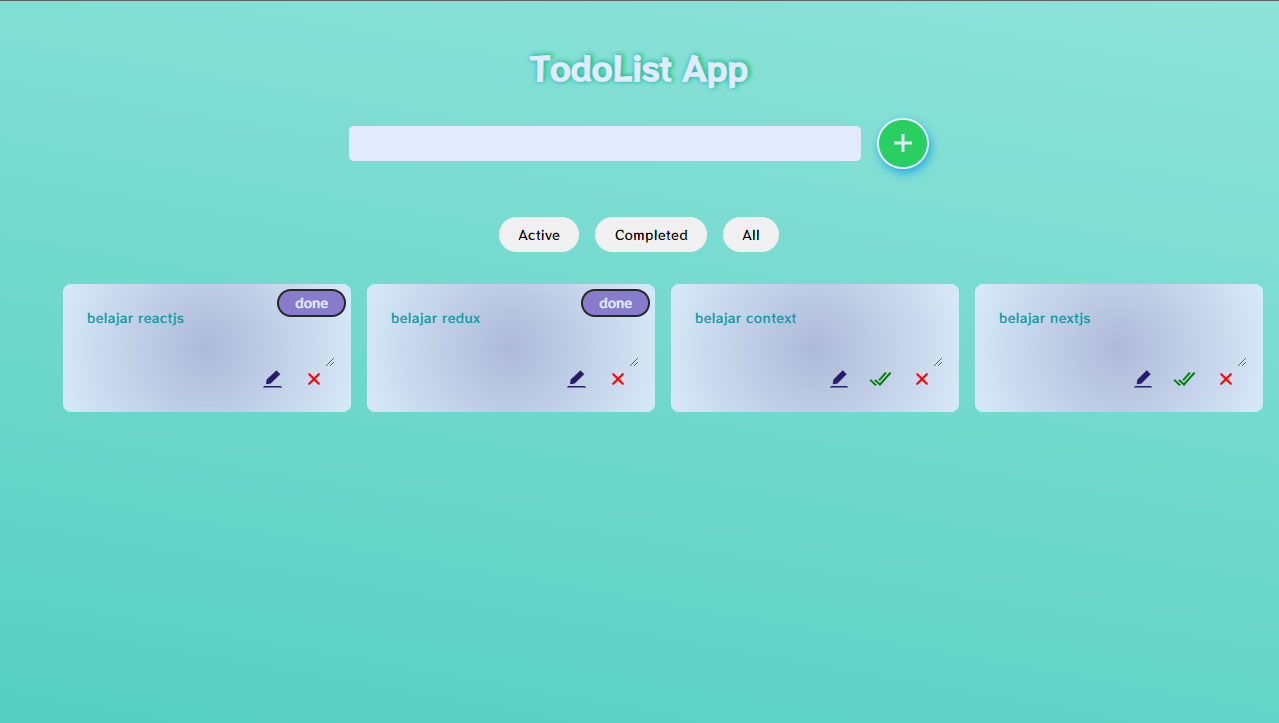 TodoList App
Active
Completed
All
done
belajar reactjs
done
belajar redux
belajar context
belajar nextjs